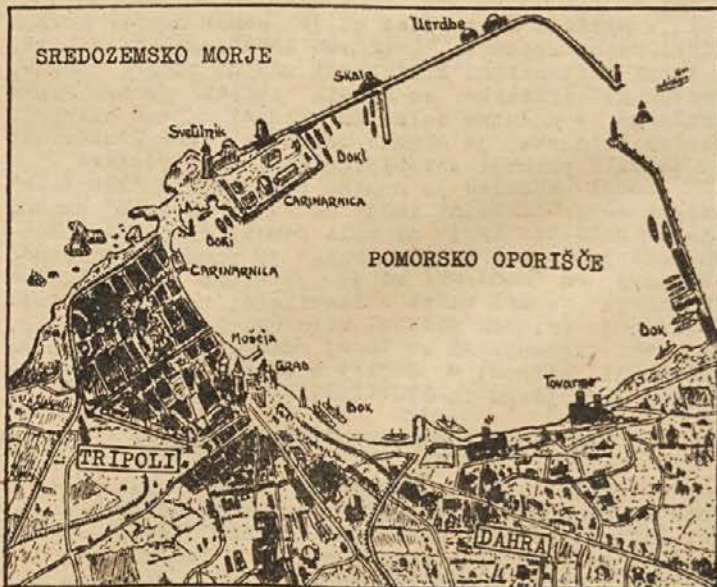 Utrdbe
SREDOZEMSKO MORJE
Skala
Svetilnik
DOKI
CARINARNICA
DOKI
CARINARNICA
POMORSKO OPORIŠČE
Mošeja
DOK
GRAD
Tovarne
DOK
TRIPOLI
DAHRA